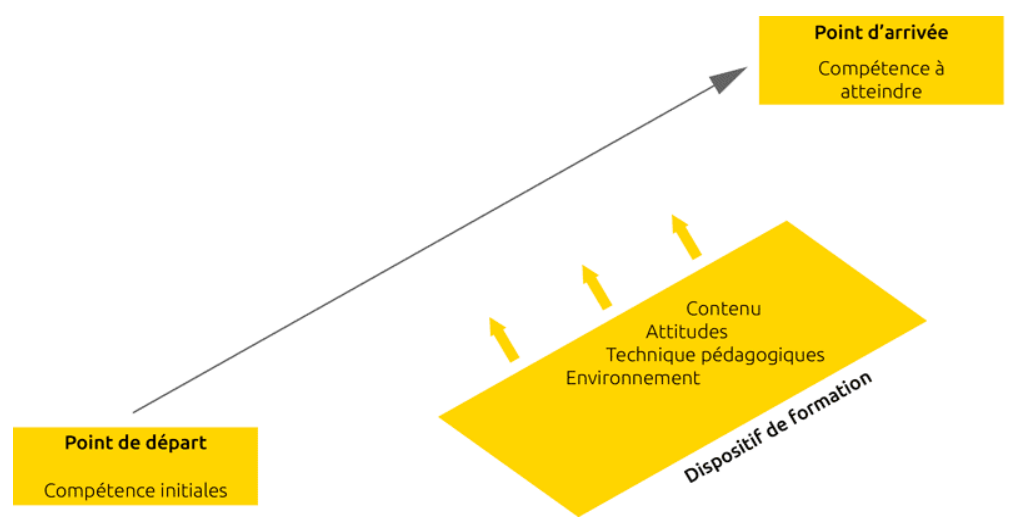 Point d’arrivée
Compétence à
atteindre
Contenu
Attitudes
Technique pédagogiques
Environnement
Dispositif de formation
Point de départ
Compétence initiales